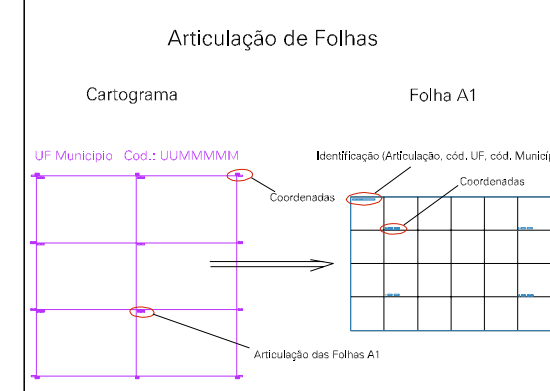 Articulação de Folhas
Cartograma
Folha A1
UF Municipio Cod.: UUMMMMM
Identificação (Articulação, cód. UF, cód. Municíp
Coordenadas
Coordenadas
Articulação das Folhas A1